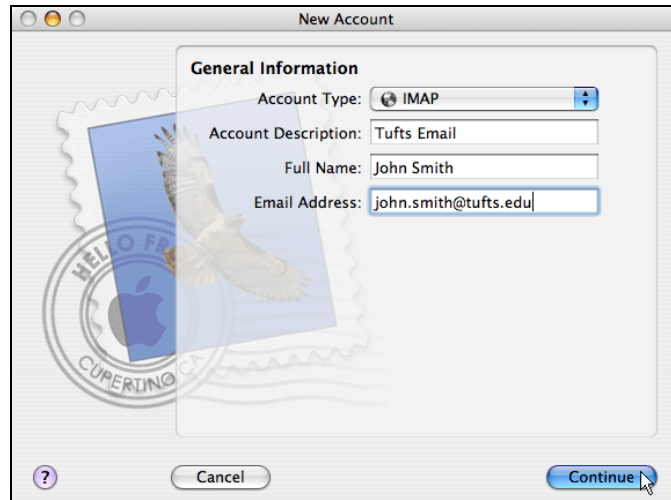 New Account
General Information
Account Type: IMAP
Account Description: Tufts Email
Full Name: John Smith
Email Address: john.smith@tufts.edu
HELLO FR
CUPERTINO CA
? Cancel Continue